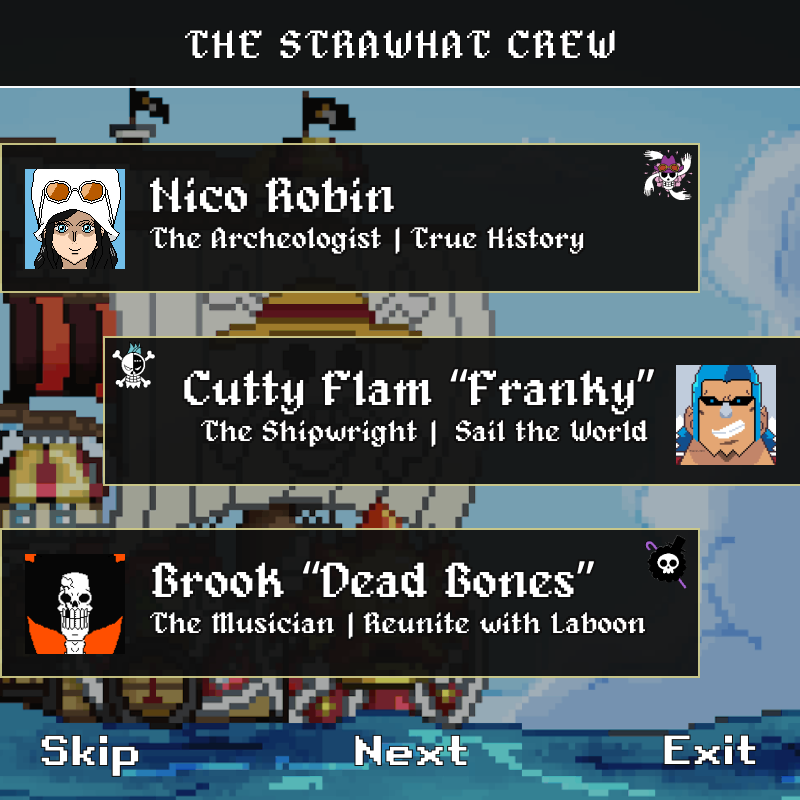 THE STRAWHAT CREW
Nico Robin
The Archeologist | True History
Cutty Flam “Franky”
The Shipwright | Sail the World
Brook “Dead Bones”
The Musician | Reunite with Laboon
Skip Next Exit